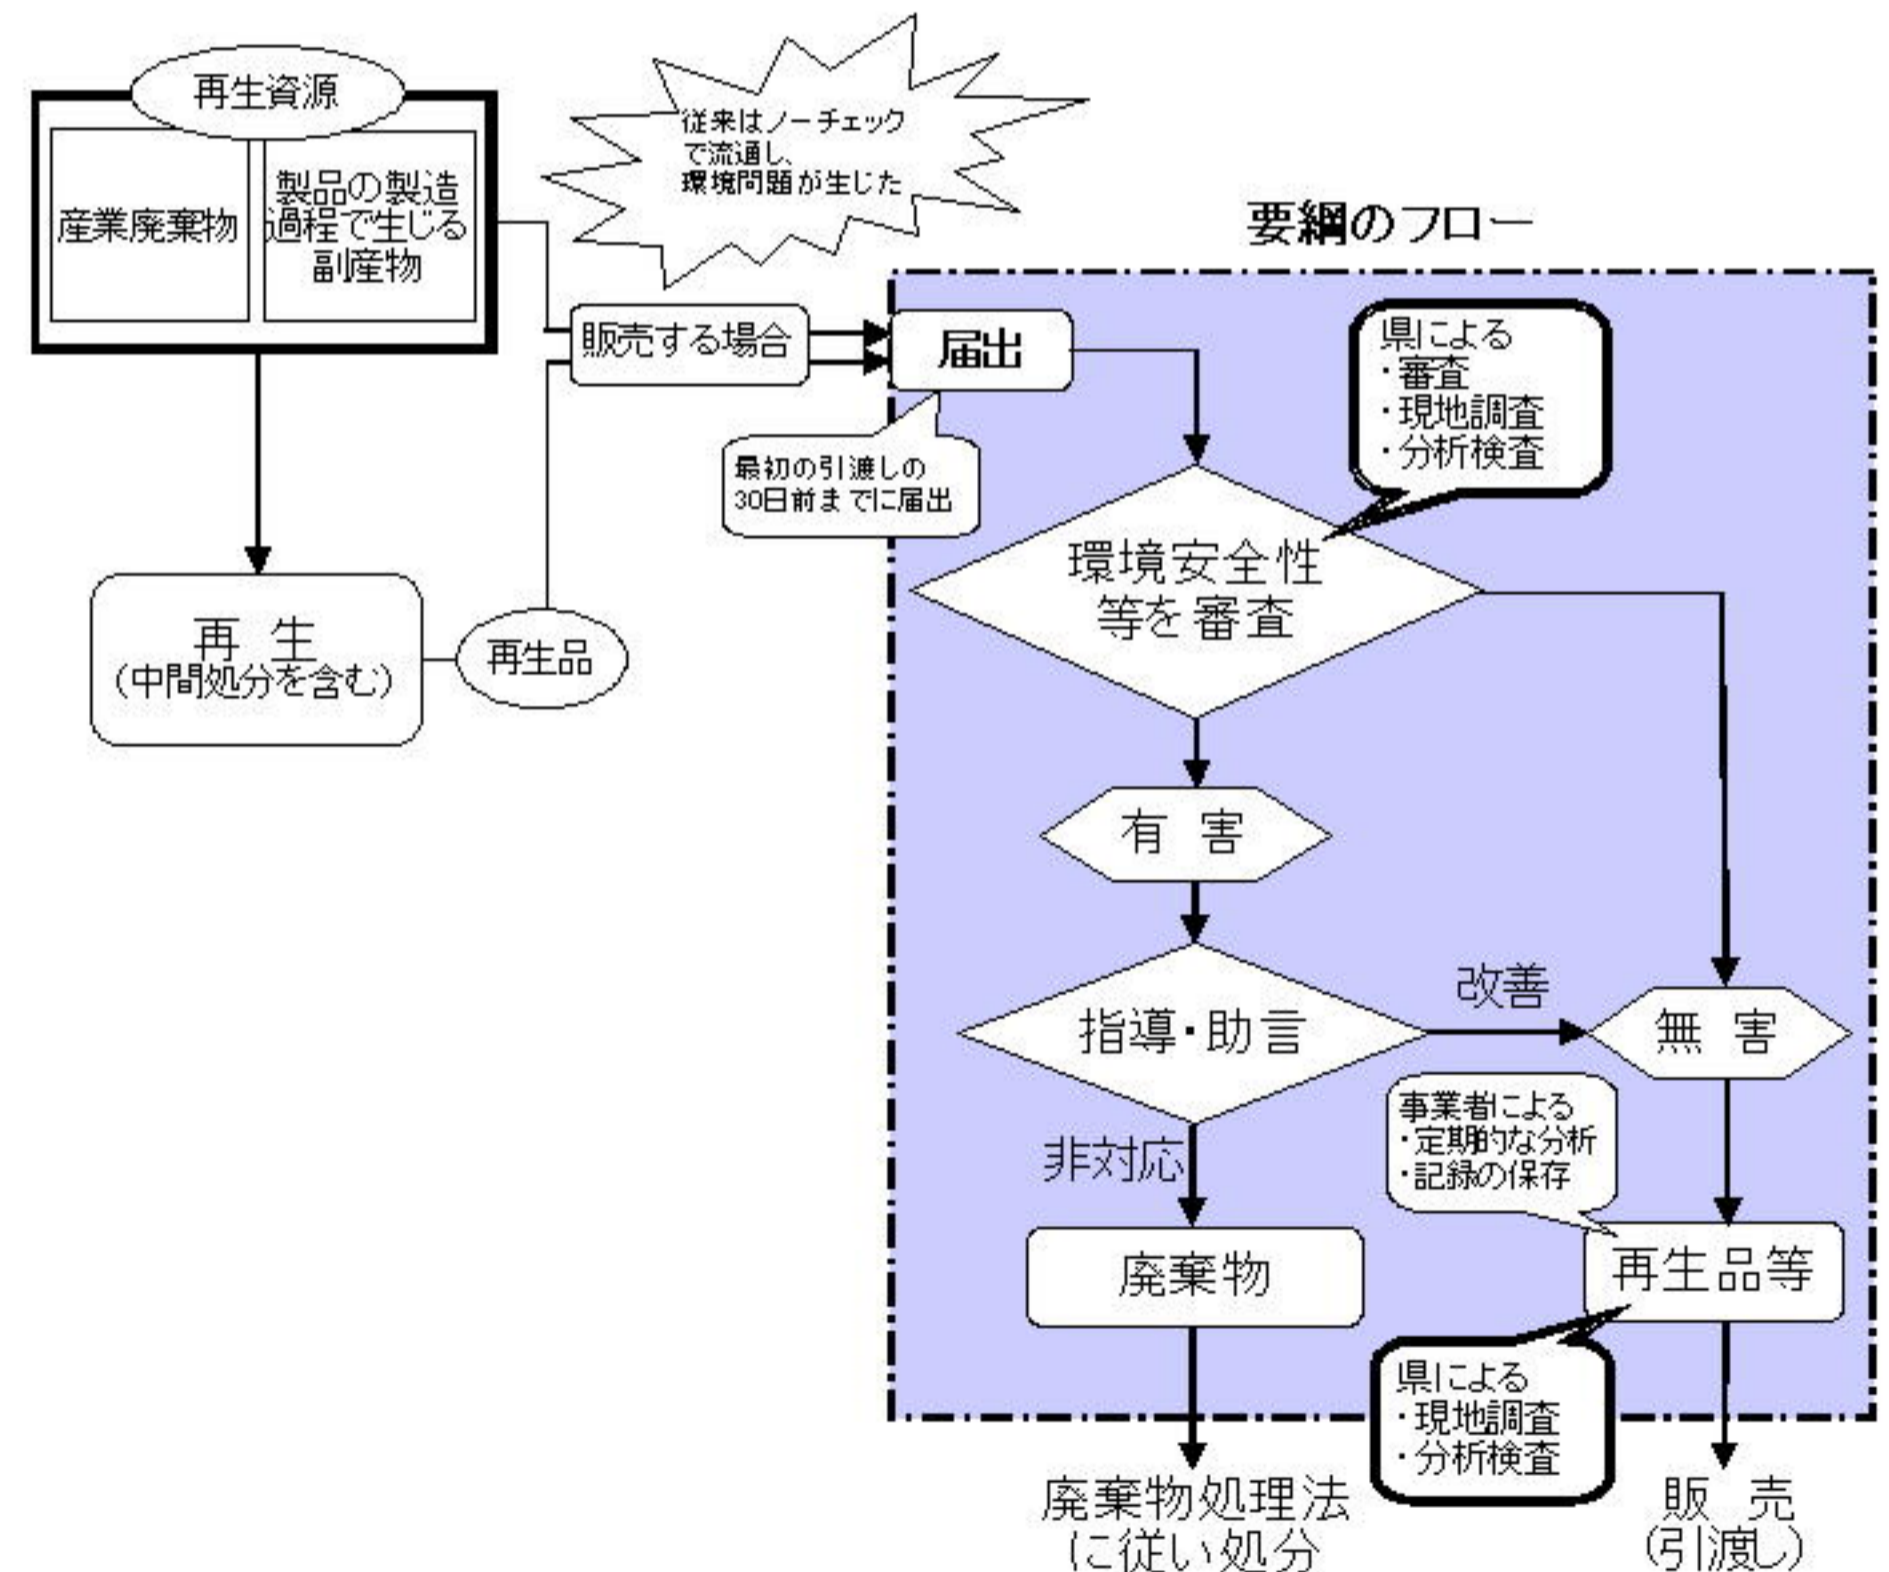 再生資源
産業廃棄物
製品の製造
過程で生じる
副産物
従来はノーチェック
で流通し、
環境問題が生じた
要綱のフロー
販売する場合
届出
最初の引渡しの
30日前までに届出
県による
・審査
・現地調査
・分析検査
再 生
(中間処分を含む)
再生品
環境安全性
等を審査
有 害
指導・助言
改善
無 害
非対応
事業者による
・定期的な分析
・記録の保存
廃棄物
再生品等
県による
・現地調査
・分析検査
廃棄物処理法
に従い処分
販 売
(引渡し)